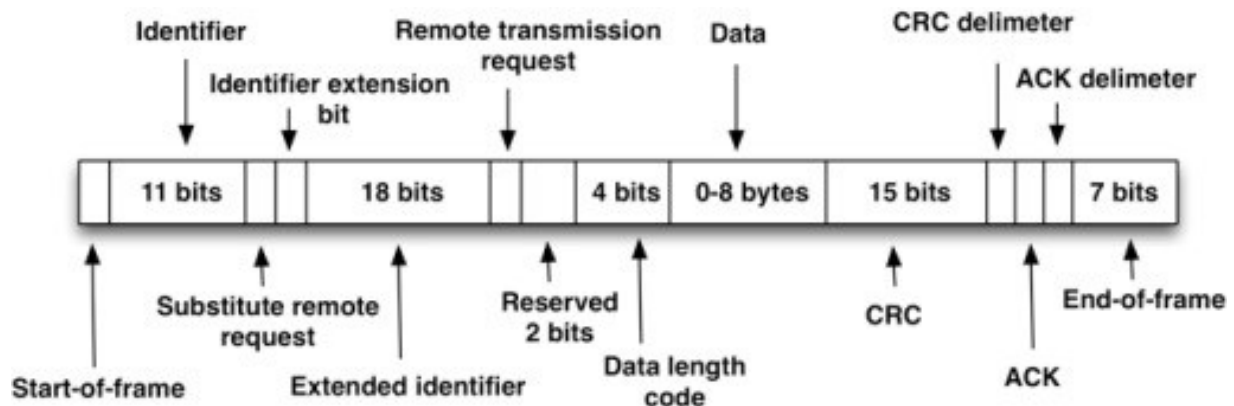 Identifier
Identifier extension
bit
Remote transmission
request
Data
CRC delimeter
ACK delimeter
11 bits
18 bits
4 bits
0-8 bytes
15 bits
7 bits
Start-of-frame
Substitute remote
request
Extended identifier
Reserved
2 bits
Data length
code
CRC
ACK
End-of-frame